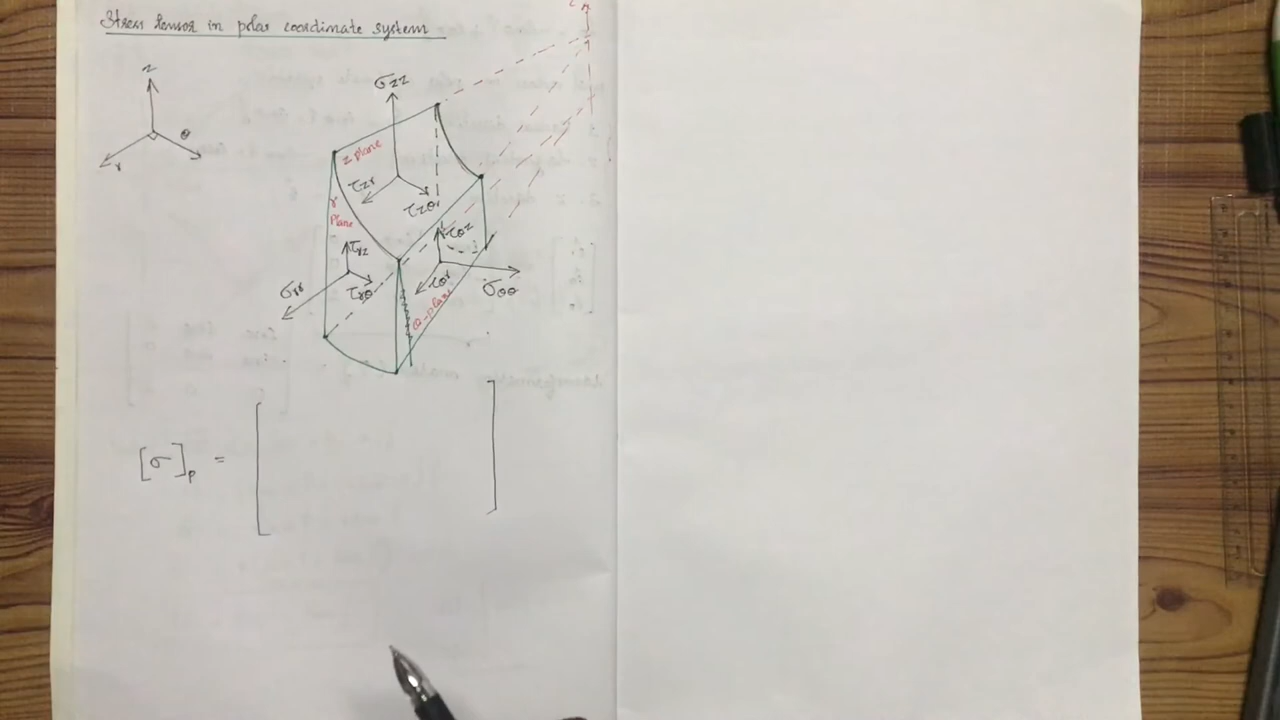 Stress tensor in polar coordinate system
z
θ
r
σzz
z plane
τzr
τzθ
r plane
τrz
τrθ
σrr
τθz
τθr
σθθ
θ-plane
[σ]p =